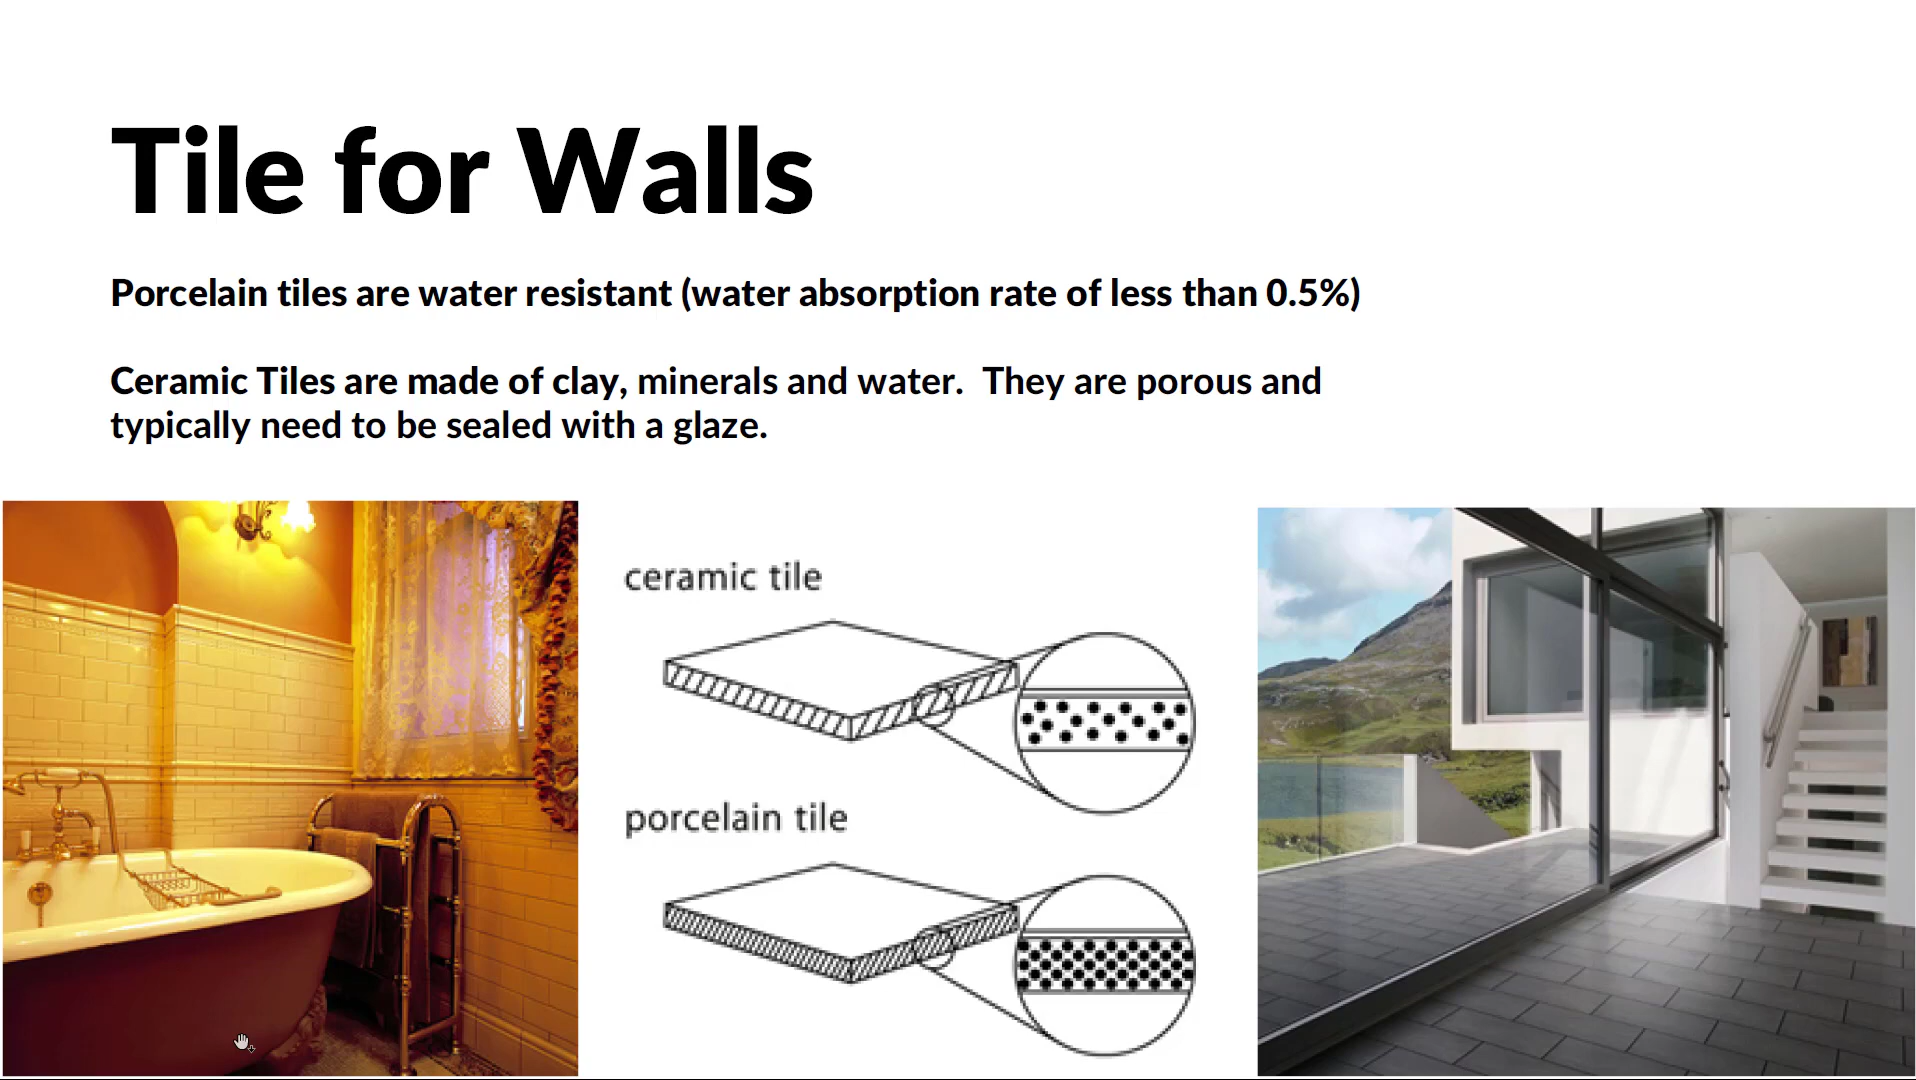 Tile for Walls
Porcelain tiles are water resistant (water absorption rate of less than 0.5%)
Ceramic Tiles are made of clay, minerals and water.  They are porous and
typically need to be sealed with a glaze.
ceramic tile
porcelain tile